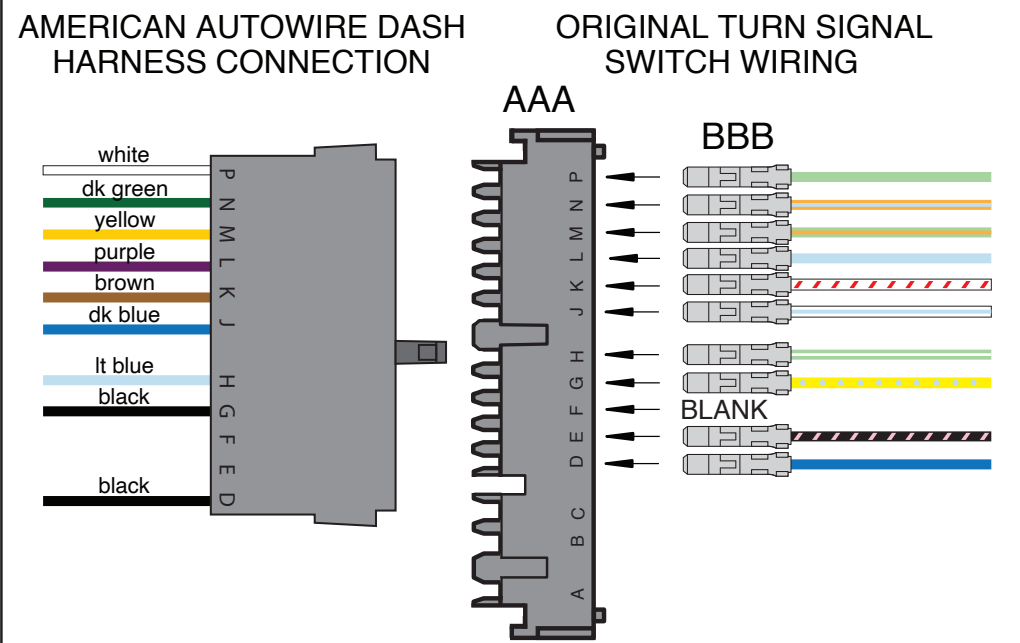 AMERICAN AUTOWIRE DASH
HARNESS CONNECTION
ORIGINAL TURN SIGNAL
SWITCH WIRING
AAA
BBB
white
dk green
yellow
purple
brown
dk blue
lt blue
black
black
P
N
M
L
K
J
H
G
F
E
D
P
N
M
L
K
J
H
G
F
E
D
C
B
A
BLANK